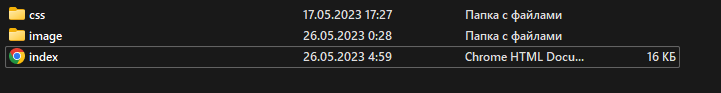 css 17.05.2023 17:27 Папка с файлами
image 26.05.2023 0:28 Папка с файлами
index 26.05.2023 4:59 Chrome HTML Docu... 16 КБ